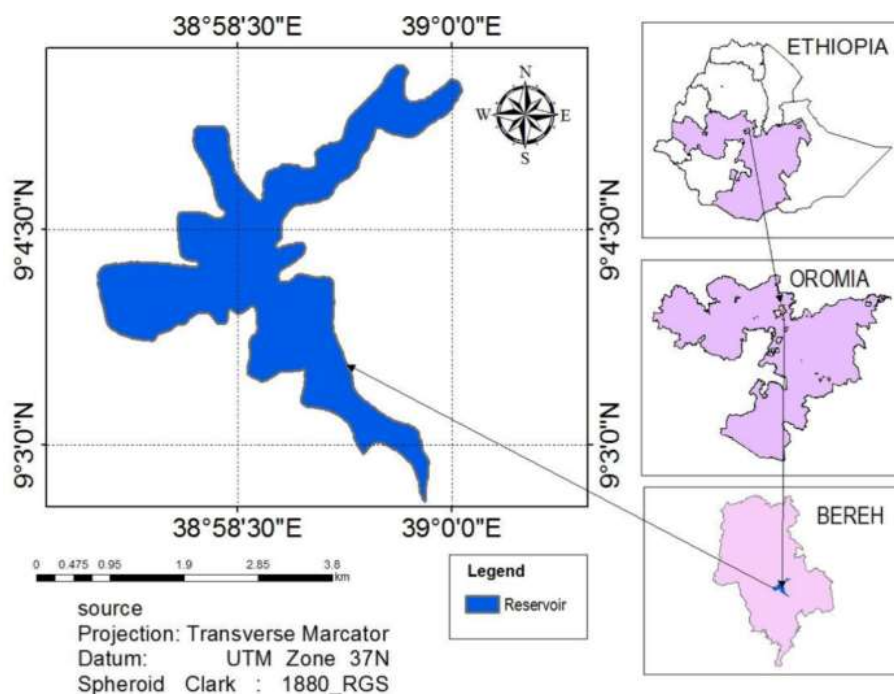 38°58'30"E 39°0'0"E
N
W E
S
9°4'30"N 9°4'30"N
9°3'0"N 9°3'0"N
38°58'30"E 39°0'0"E
ETHIOPIA
OROMIA
BEREH
0 0.475 0.95 1.9 2.85 3.8
km
Legend
Reservoir
source
Projection: Transverse Marcator
Datum: UTM Zone 37N
Spheroid Clark : 1880_RGS